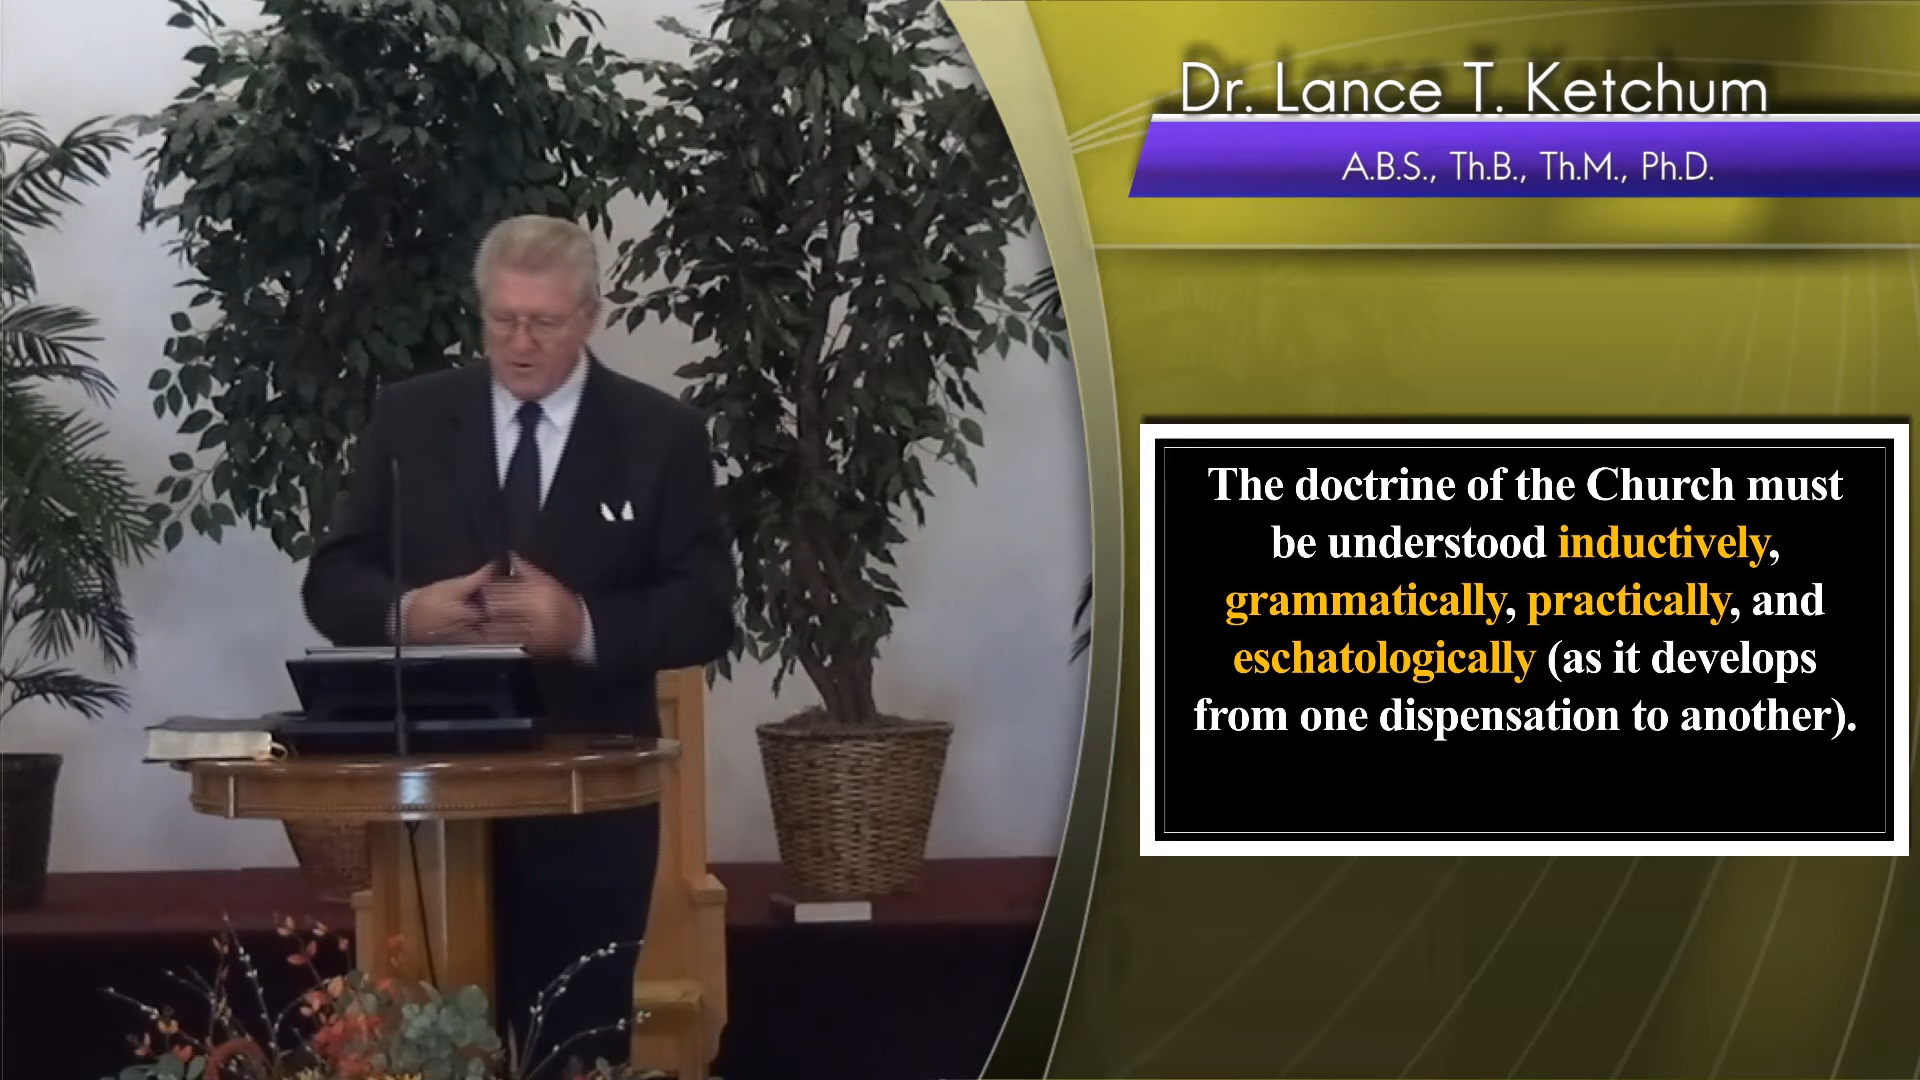 Dr. Lance T. Ketchum
A.B.S., Th.B., Th.M., Ph.D.
The doctrine of the Church must
be understood inductively,
grammatically, practically, and
eschatologically (as it develops
from one dispensation to another).